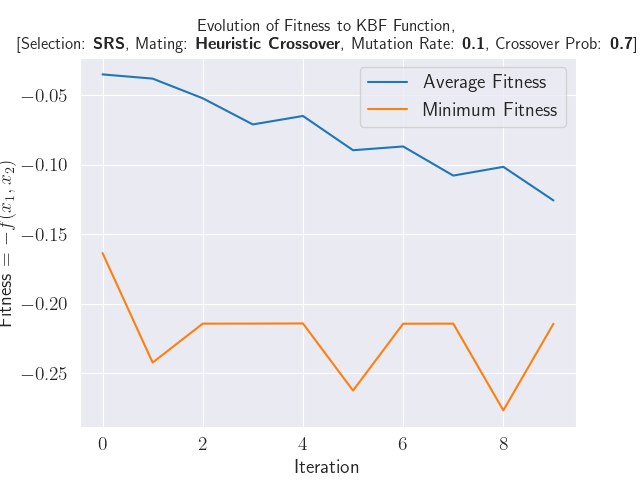 Evolution of Fitness to KBF Function,
[Selection: SRS, Mating: Heuristic Crossover, Mutation Rate: 0.1, Crossover Prob: 0.7]
Average Fitness
Minimum Fitness
−0.05
−0.10
−0.15
−0.20
−0.25
Fitness = −f(x₁, x₂)
0 2 4 6 8
Iteration